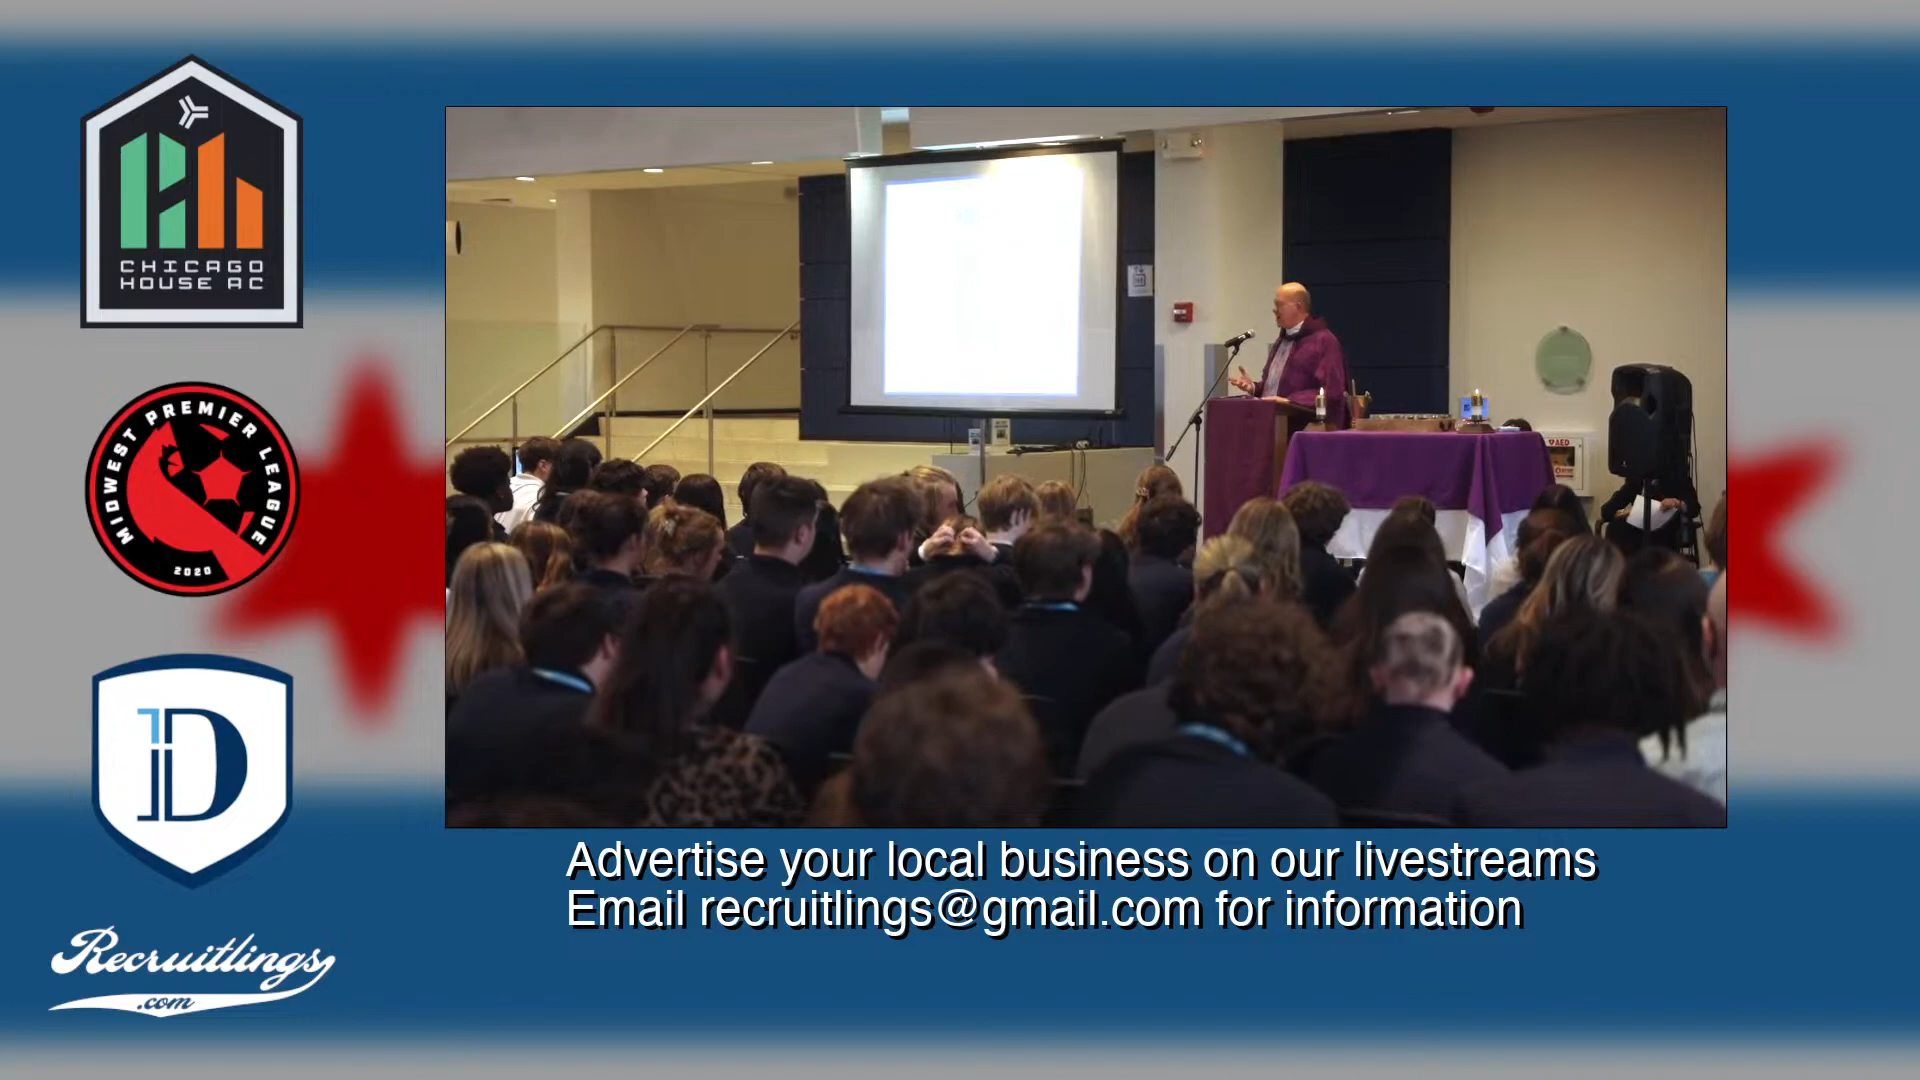 CHICAGO
HOUSE AC
MIDWEST PREMIER LEAGUE
2020
D
Recruitlings
.com
AED
Advertise your local business on our livestreams
Email recruitlings@gmail.com for information